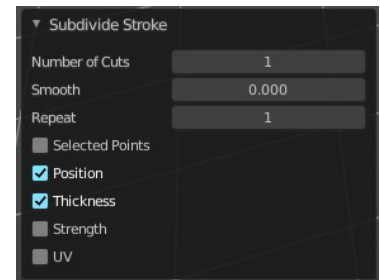 Subdivide Stroke
Number of Cuts 1
Smooth 0.000
Repeat 1
Selected Points
Position
Thickness
Strength
UV